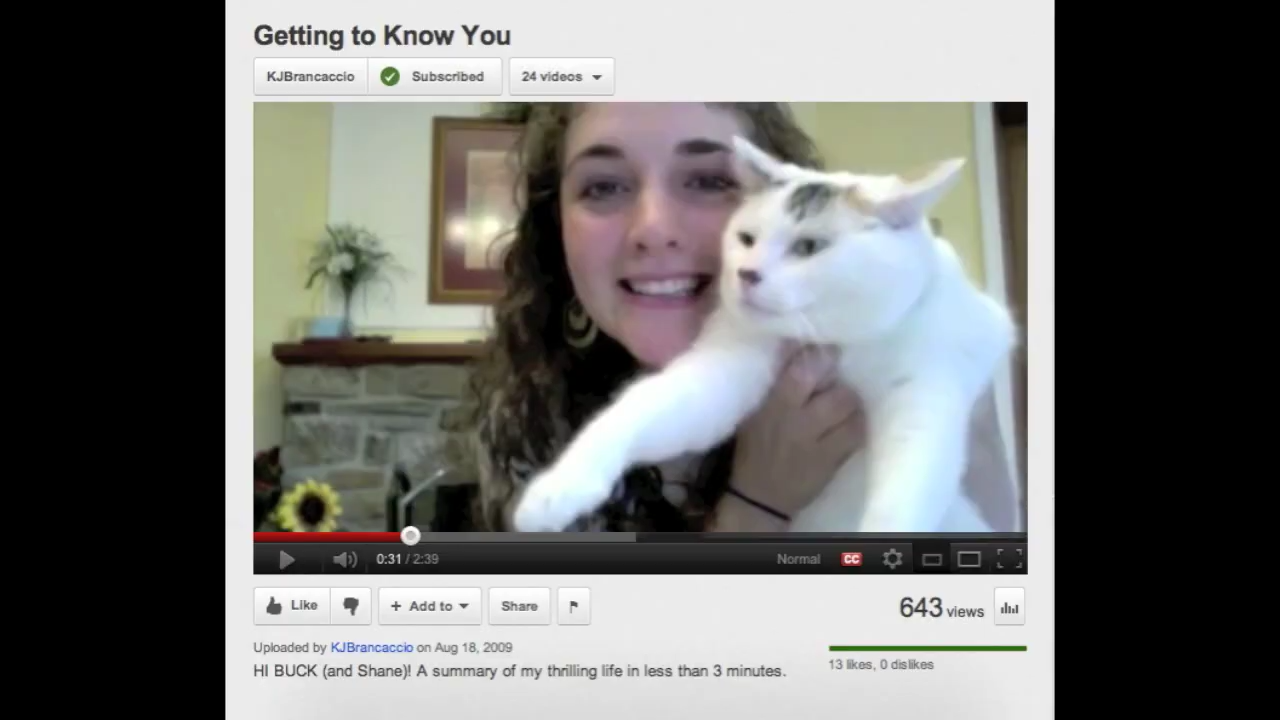 Getting to Know You
KJBrancaccio Subscribed 24 videos
0:31 / 2:39 Normal CC
Like + Add to Share 643 views
Uploaded by KJBrancaccio on Aug 18, 2009
13 likes, 0 dislikes
HI BUCK (and Shane)! A summary of my thrilling life in less than 3 minutes.